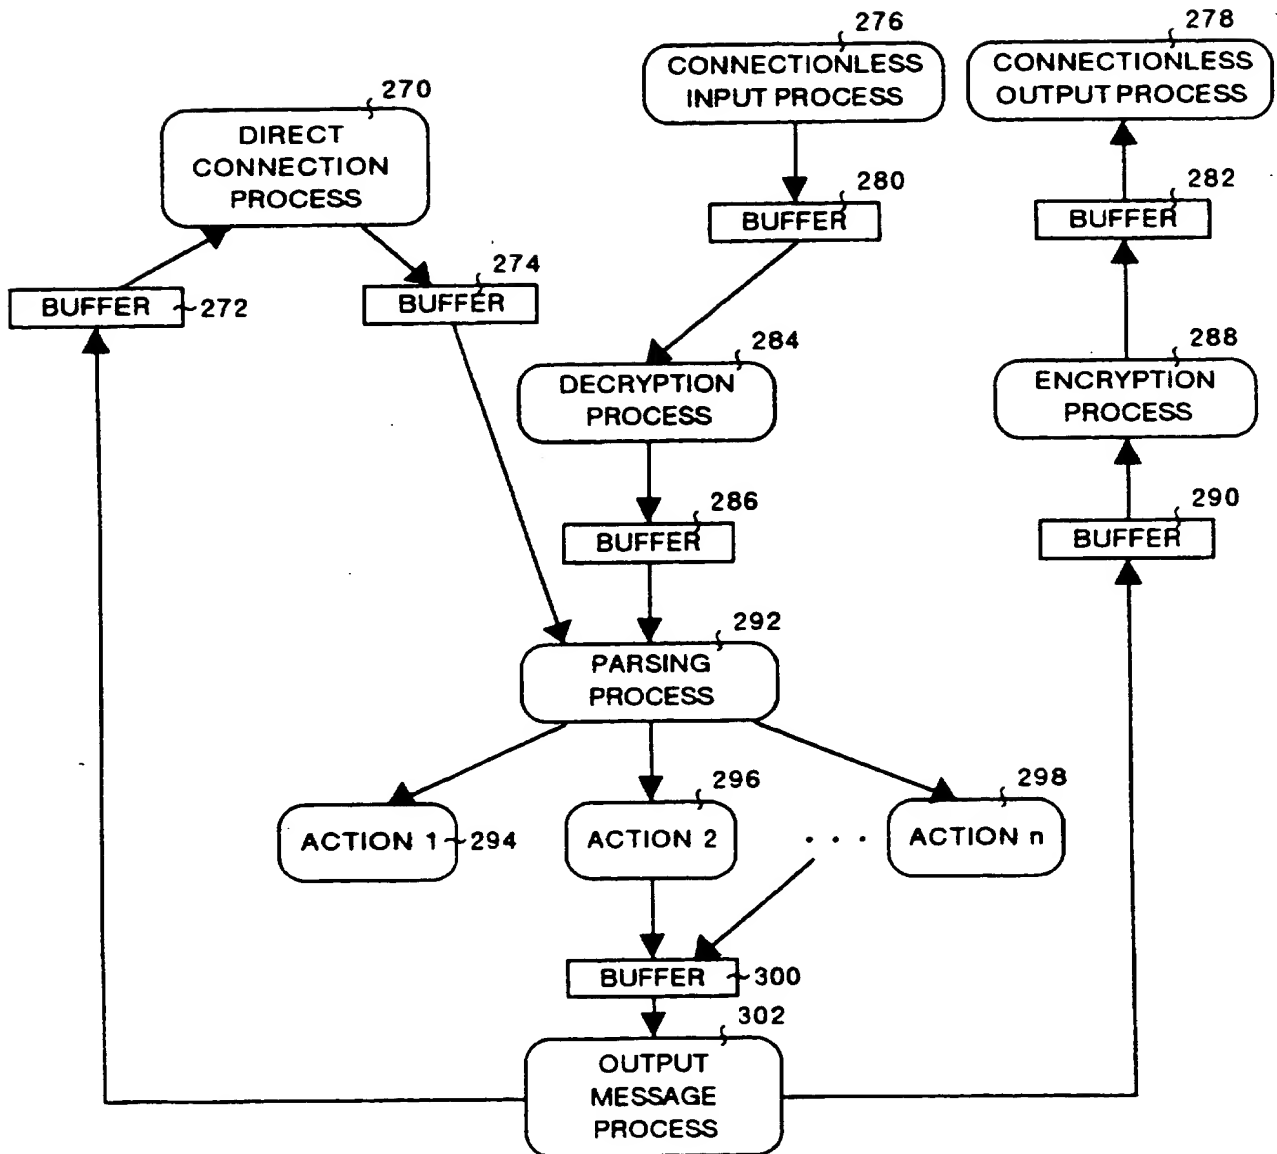 276
278
CONNECTIONLESS
INPUT PROCESS
CONNECTIONLESS
OUTPUT PROCESS
270
DIRECT
CONNECTION
PROCESS
280
BUFFER
282
BUFFER
274
BUFFER
272
BUFFER
284
DECRYPTION
PROCESS
288
ENCRYPTION
PROCESS
286
BUFFER
290
BUFFER
292
PARSING
PROCESS
ACTION 1
294
296
ACTION 2
. . .
298
ACTION n
BUFFER
300
302
OUTPUT
MESSAGE
PROCESS